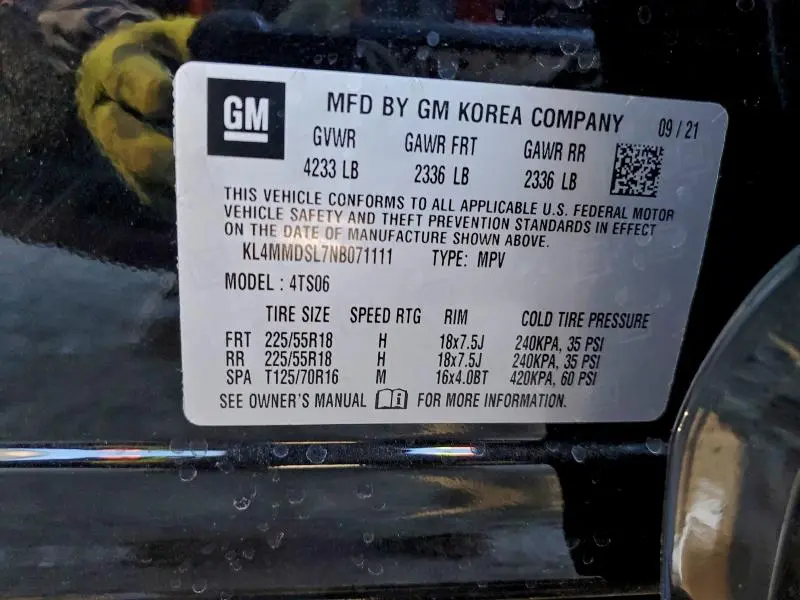 GM
MFD BY GM KOREA COMPANY 09 / 21
GVWR GAWR FRT GAWR RR
4233 LB 2336 LB 2336 LB
THIS VEHICLE CONFORMS TO ALL APPLICABLE U.S. FEDERAL MOTOR
VEHICLE SAFETY AND THEFT PREVENTION STANDARDS IN EFFECT
ON THE DATE OF MANUFACTURE SHOWN ABOVE.
KL4MMDSL7NB071111 TYPE: MPV
MODEL : 4TS06
TIRE SIZE SPEED RTG RIM COLD TIRE PRESSURE
FRT 225/55R18 H 18x7.5J 240KPA, 35 PSI
RR 225/55R18 H 18x7.5J 240KPA, 35 PSI
SPA T125/70R16 M 16x4.0BT 420KPA, 60 PSI
SEE OWNER'S MANUAL i FOR MORE INFORMATION.